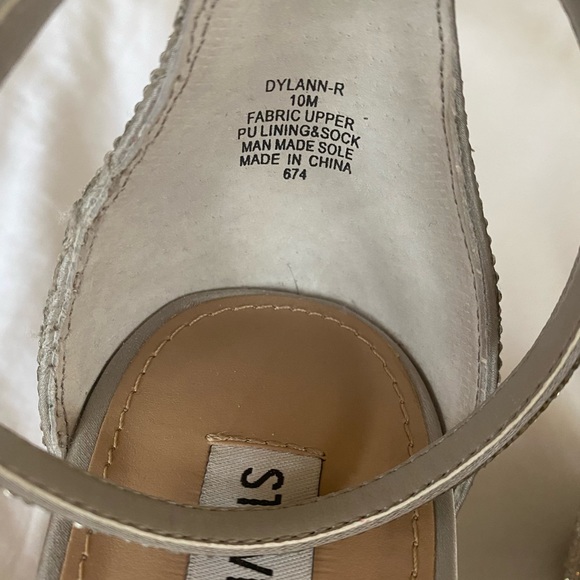 DYLANN-R
10M
FABRIC UPPER
PU LINING&SOCK
MAN MADE SOLE
MADE IN CHINA
674